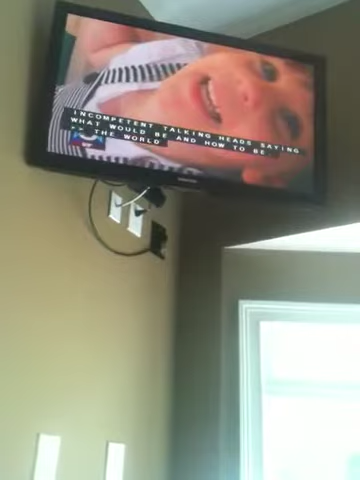 INCOMPETENT TALKING HEADS SAYING
WHAT WOULD BE AND HOW TO BE
>> THE WORLD